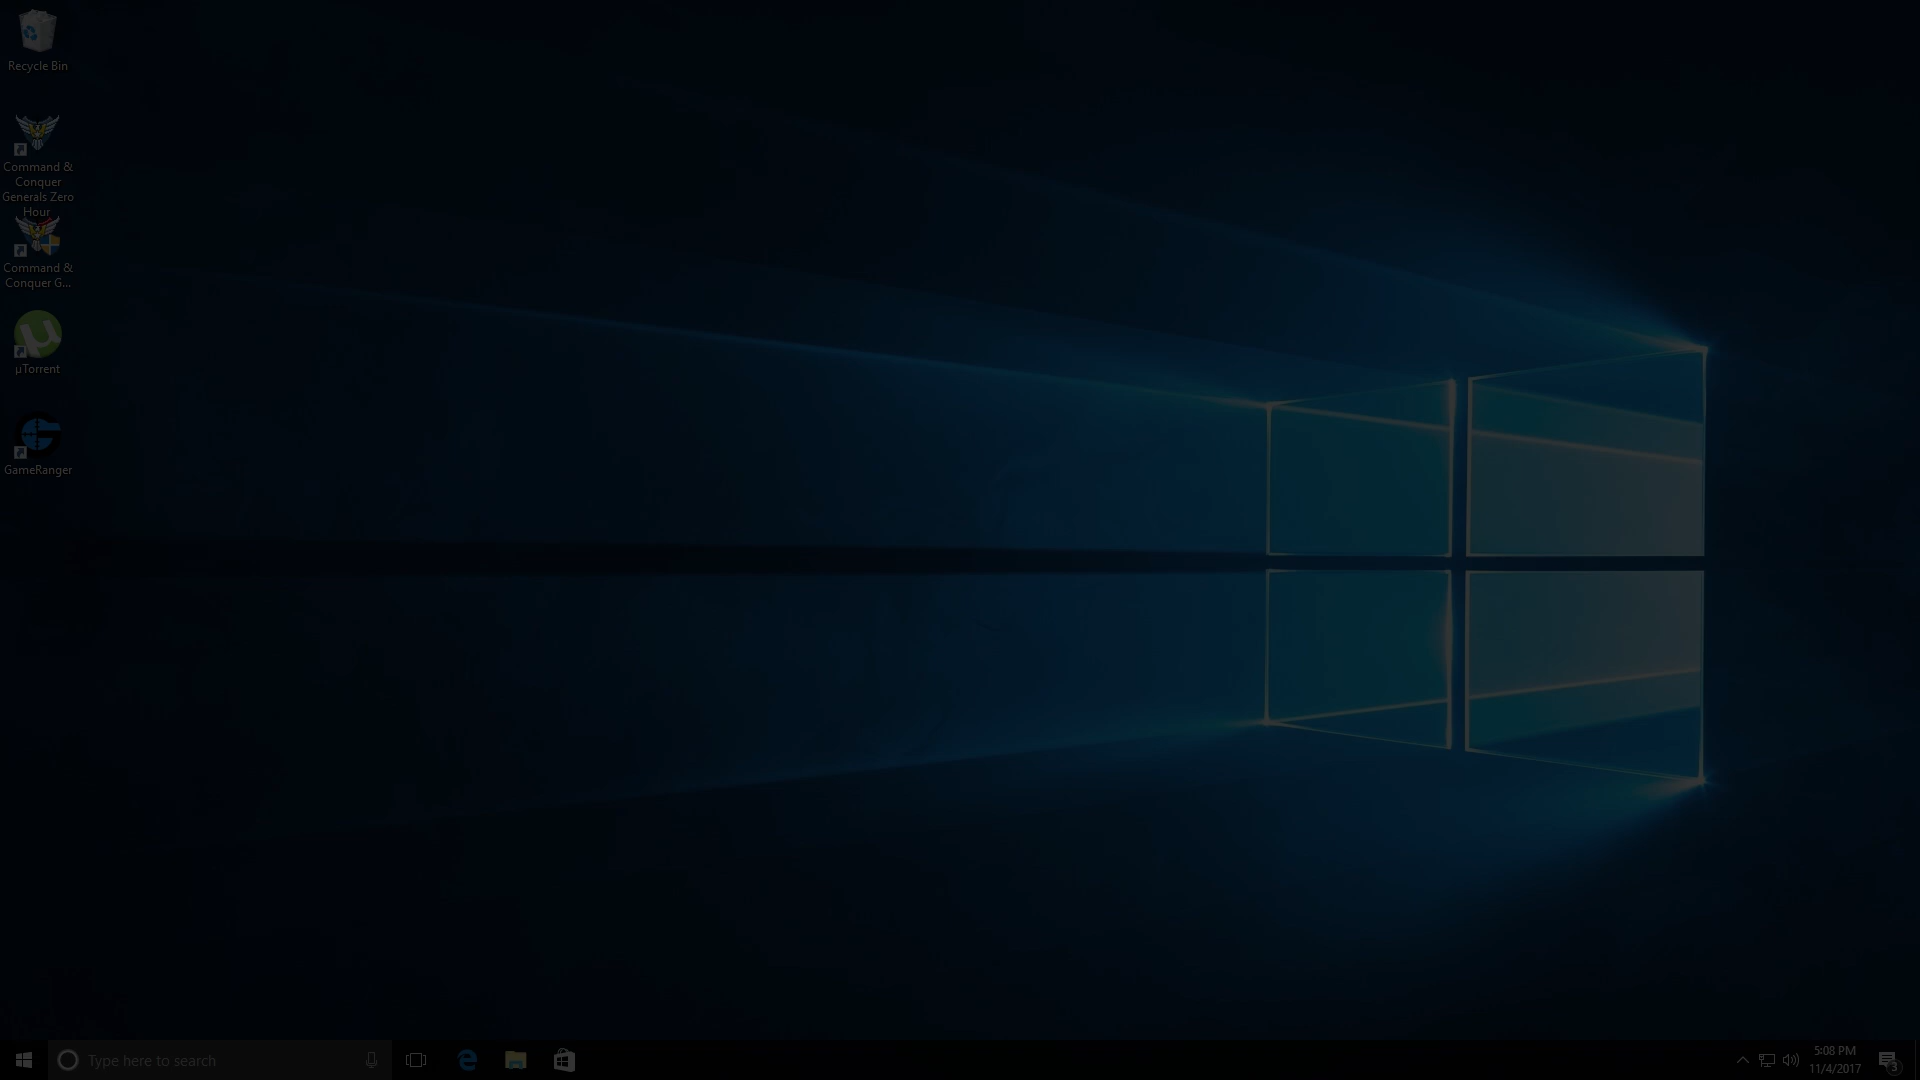 Recycle Bin
Command &
Conquer
Generals Zero
Hour
Command &
Conquer G...
µTorrent
GameRanger
Type here to search
5:08 PM
11/4/2017
3